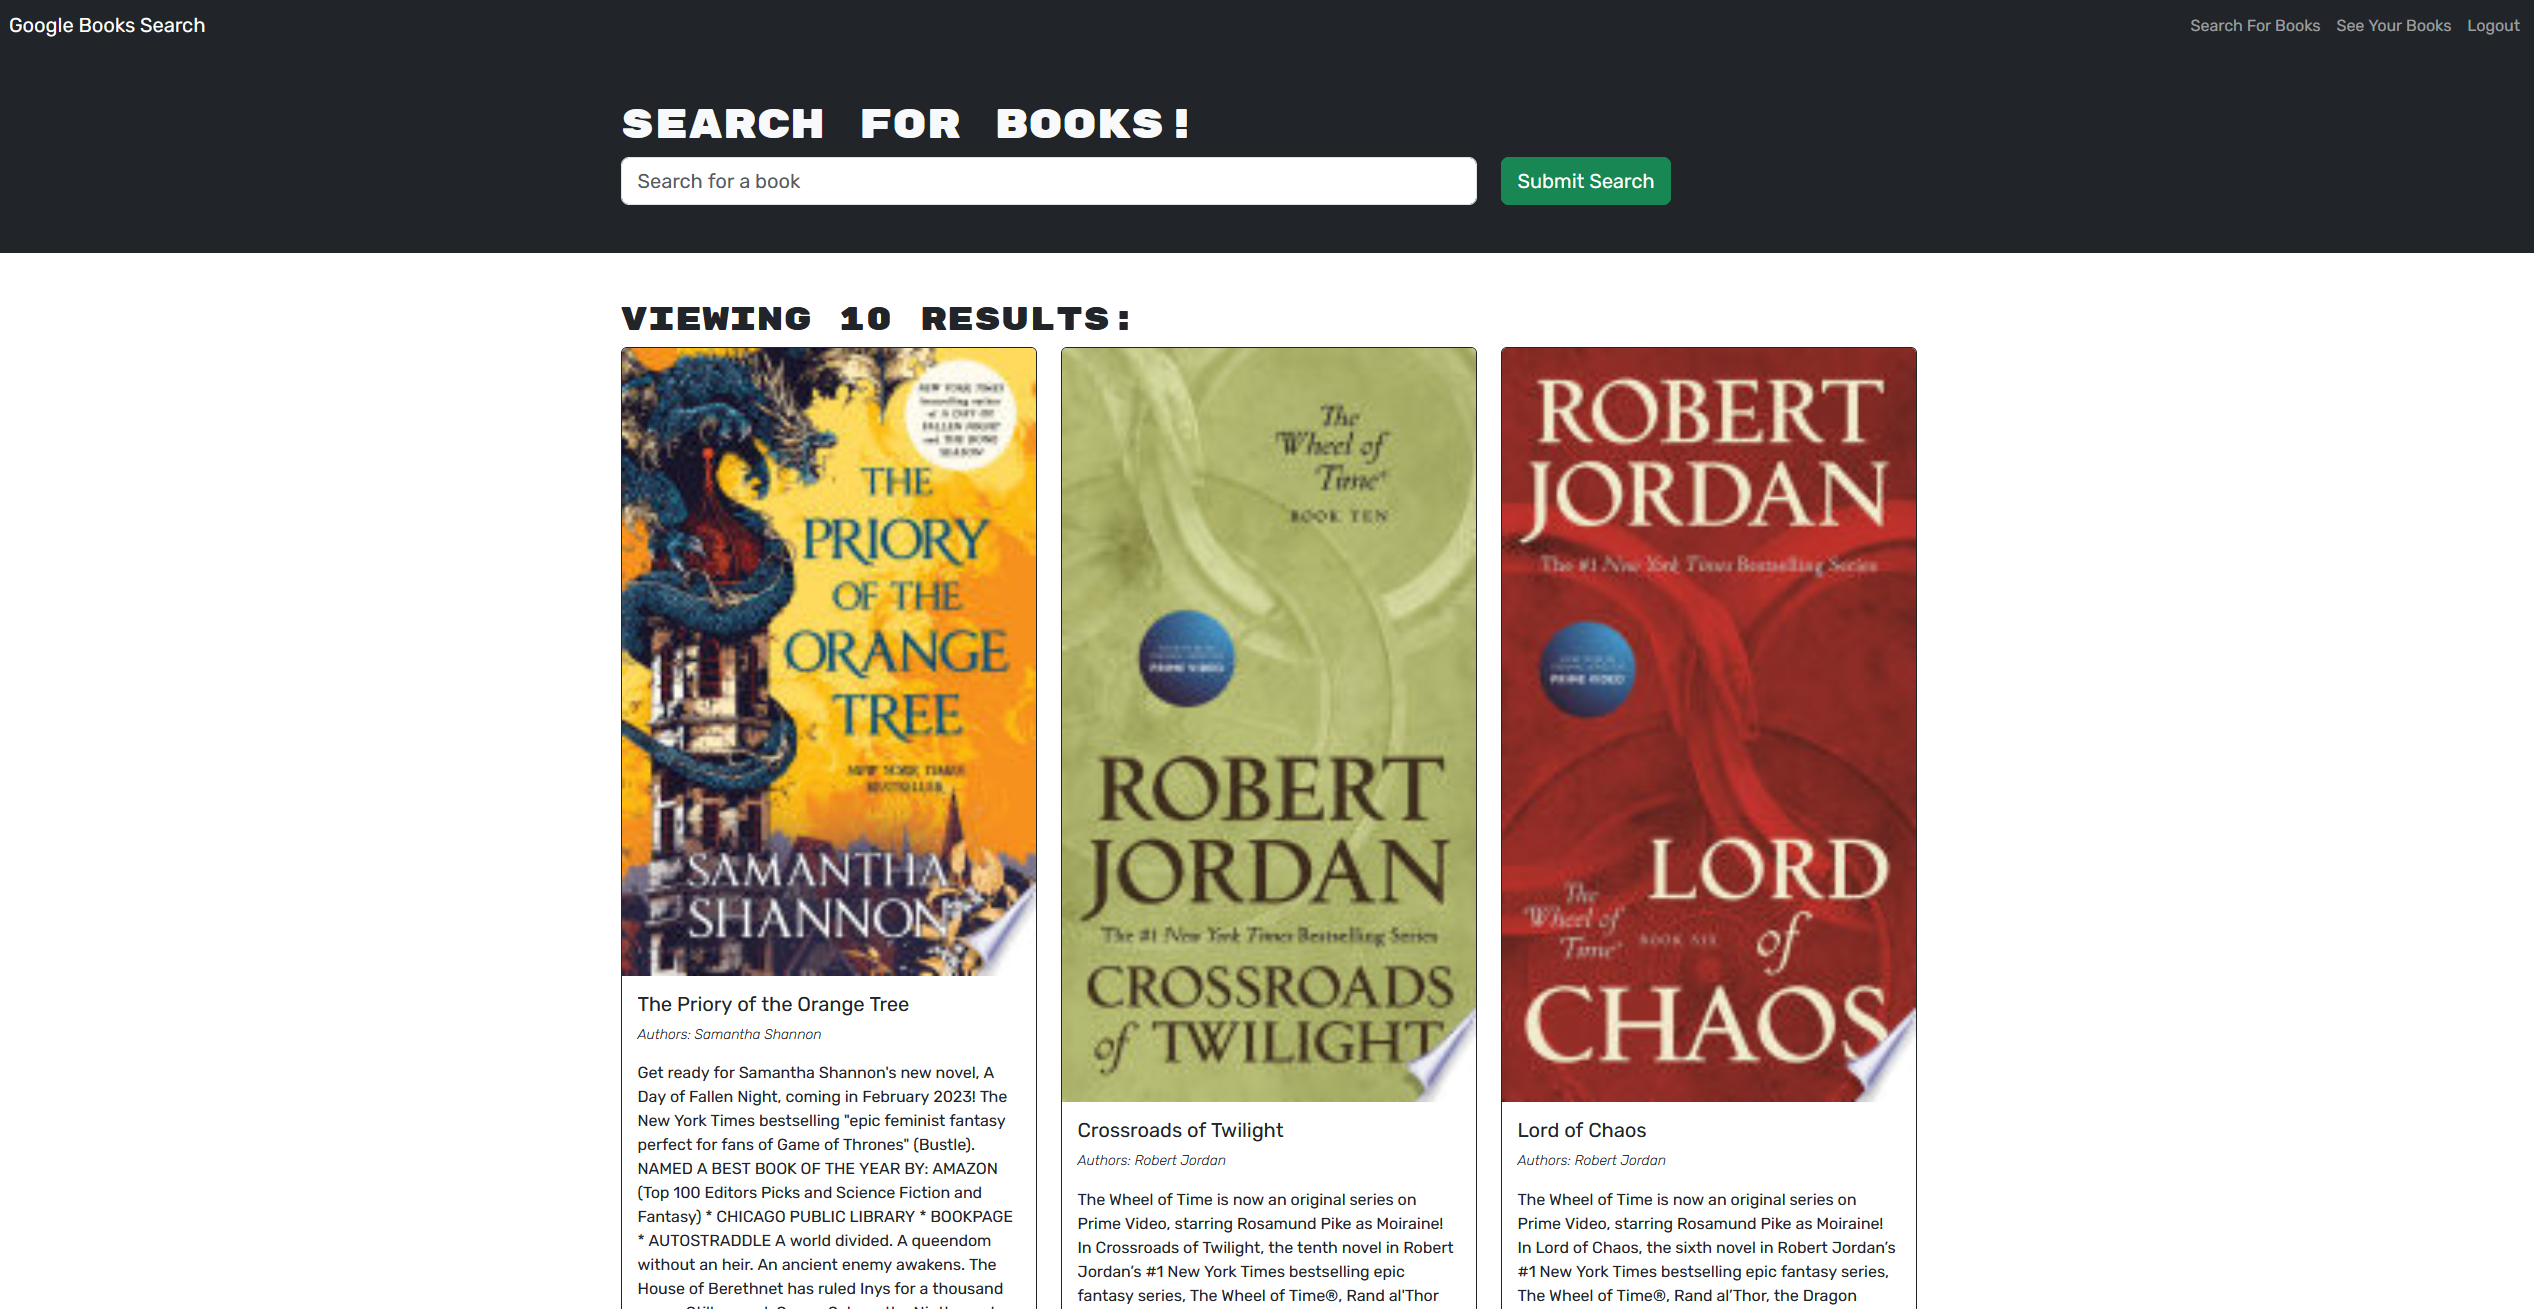 Google Books Search
Search For Books
See Your Books
Logout
SEARCH FOR BOOKS!
Search for a book
Submit Search
VIEWING 10 RESULTS:
NEW YORK TIMES
bestselling author
of A DAY OF
FALLEN NIGHT
and THE BONE
SEASON
THE
PRIORY
OF THE
ORANGE
TREE
NEW YORK TIMES
BESTSELLER
SAMANTHA
SHANNON
The Priory of the Orange Tree
Authors: Samantha Shannon
Get ready for Samantha Shannon's new novel, A
Day of Fallen Night, coming in February 2023! The
New York Times bestselling "epic feminist fantasy
perfect for fans of Game of Thrones" (Bustle).
NAMED A BEST BOOK OF THE YEAR BY: AMAZON
(Top 100 Editors Picks and Science Fiction and
Fantasy) * CHICAGO PUBLIC LIBRARY * BOOKPAGE
* AUTOSTRADDLE A world divided. A queendom
without an heir. An ancient enemy awakens. The
House of Berethnet has ruled Inys for a thousand
The
Wheel of
Time®
BOOK TEN
PRIME VIDEO
ROBERT
JORDAN
The #1 New York Times Bestselling Series
CROSSROADS
of TWILIGHT
Crossroads of Twilight
Authors: Robert Jordan
The Wheel of Time is now an original series on
Prime Video, starring Rosamund Pike as Moiraine!
In Crossroads of Twilight, the tenth novel in Robert
Jordan's #1 New York Times bestselling epic
fantasy series, The Wheel of Time®, Rand al'Thor
ROBERT
JORDAN
The #1 New York Times Bestselling Series
PRIME VIDEO
LORD
The
Wheel of
Time®
BOOK SIX
of
CHAOS
Lord of Chaos
Authors: Robert Jordan
The Wheel of Time is now an original series on
Prime Video, starring Rosamund Pike as Moiraine!
In Lord of Chaos, the sixth novel in Robert Jordan’s
#1 New York Times bestselling epic fantasy series,
The Wheel of Time®, Rand al’Thor, the Dragon